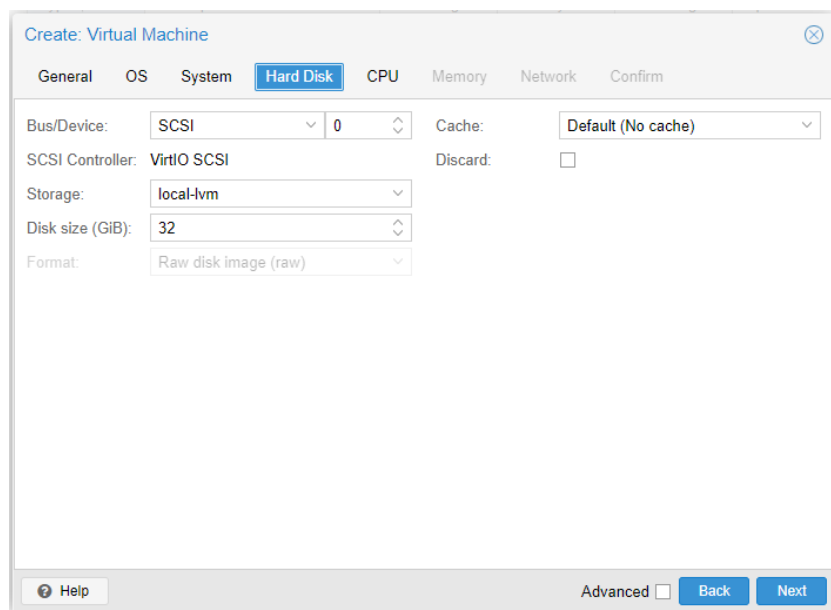 Create: Virtual Machine
General OS System Hard Disk CPU Memory Network Confirm
Bus/Device: SCSI 0 Cache: Default (No cache)
SCSI Controller: VirtIO SCSI Discard:
Storage: local-lvm
Disk size (GiB): 32
Format: Raw disk image (raw)
Help Advanced Back Next